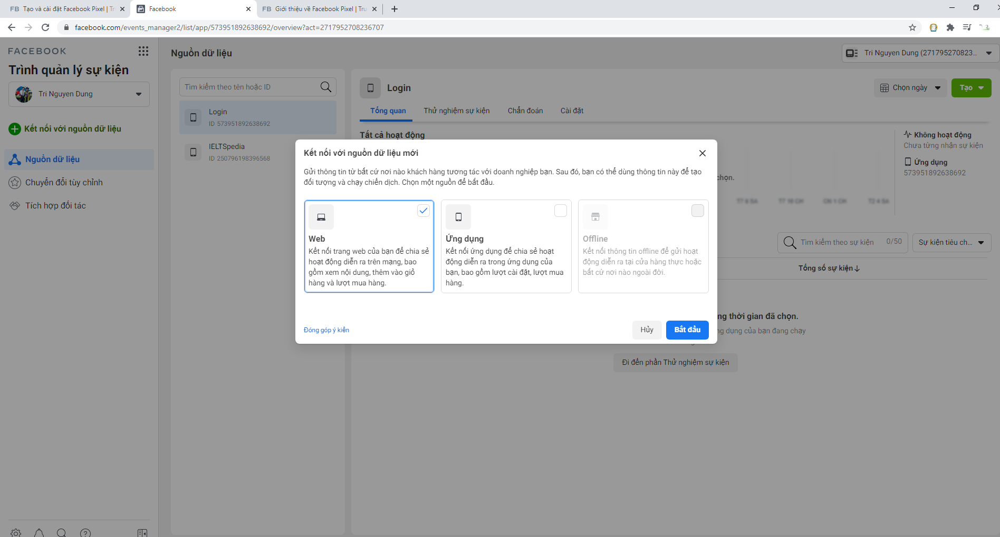 FB Tạo và cài đặt Facebook Pixel | Tr
Facebook
FB Giới thiệu về Facebook Pixel | Tru
facebook.com/events_manager2/list/app/573951892638692/overview?act=2717952708236707
FACEBOOK
Trình quản lý sự kiện
Tri Nguyen Dung
Kết nối với nguồn dữ liệu
Nguồn dữ liệu
Chuyển đổi tùy chỉnh
Tích hợp đối tác
Nguồn dữ liệu
Tri Nguyen Dung (271795270823...
Tìm kiếm theo tên hoặc ID
Login
ID 573951892638692
IELTSpedia
ID 250796198396568
Login
Chọn ngày
Tạo
Tổng quan
Thử nghiệm sự kiện
Chẩn đoán
Cài đặt
Tất cả hoạt động
Không hoạt động
Chưa từng nhận sự kiện
Ứng dụng
573951892638692
chọn.
Kết nối với nguồn dữ liệu mới
Gửi thông tin từ bất cứ nơi nào khách hàng tương tác với doanh nghiệp bạn. Sau đó, bạn có thể dùng thông tin này để tạo
đối tượng và chạy chiến dịch. Chọn một nguồn để bắt đầu.
Web
Kết nối trang web của bạn để chia sẻ
hoạt động diễn ra trên mạng, bao
gồm xem nội dung, thêm vào giỏ
hàng và lượt mua hàng.
Ứng dụng
Kết nối ứng dụng để chia sẻ hoạt
động diễn ra trong ứng dụng của
bạn, bao gồm lượt cài đặt, lượt mua
hàng.
Offline
Kết nối thông tin offline để gửi hoạt
động diễn ra tại cửa hàng thực hoặc
bất cứ nơi nào ngoài đời.
Đóng góp ý kiến
Hủy
Bắt đầu
Tìm kiếm theo sự kiện 0/50
Sự kiện tiêu ch...
Tổng số sự kiện
ng thời gian đã chọn.
ng dụng của bạn đang chạy
Đi đến phần Thử nghiệm sự kiện